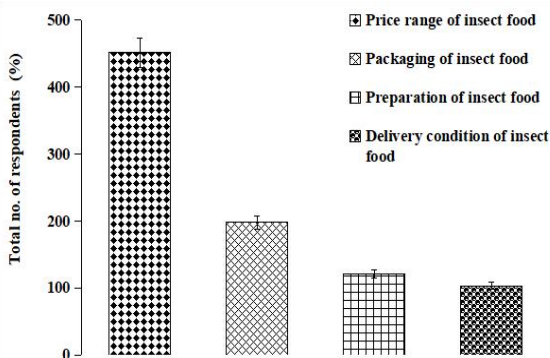 500
400
300
200
100
0
Total no. of respondents (%)
Price range of insect food
Packaging of insect food
Preparation of insect food
Delivery condition of insect
food